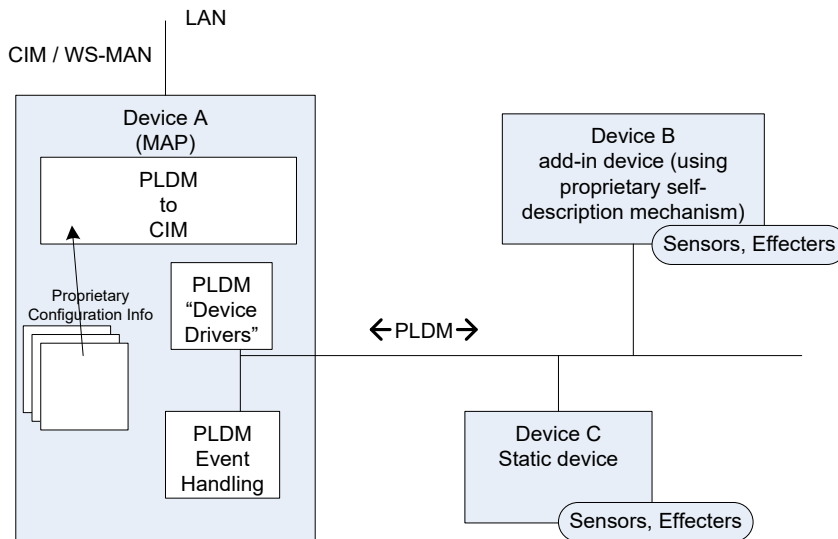 LAN
CIM / WS-MAN
Device A
(MAP)
PLDM
to
CIM
Proprietary
Configuration Info
PLDM
“Device
Drivers”
PLDM
Event
Handling
PLDM
Device B
add-in device (using
proprietary self-
description mechanism)
Sensors, Effecters
Device C
Static device
Sensors, Effecters